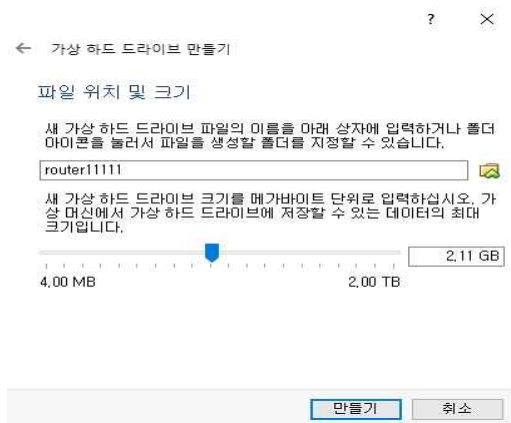 ?
가상 하드 드라이브 만들기
파일 위치 및 크기
새 가상 하드 드라이브 파일의 이름을 아래 상자에 입력하거나 폴더
아이콘을 눌러서 파일을 생성할 폴더를 지정할 수 있습니다.
router11111
새 가상 하드 드라이브 크기를 메가바이트 단위로 입력하십시오. 가
상 머신에서 가상 하드 드라이브에 저장할 수 있는 데이터의 최대
크기입니다.
2,11 GB
4,00 MB
2,00 TB
만들기
취소